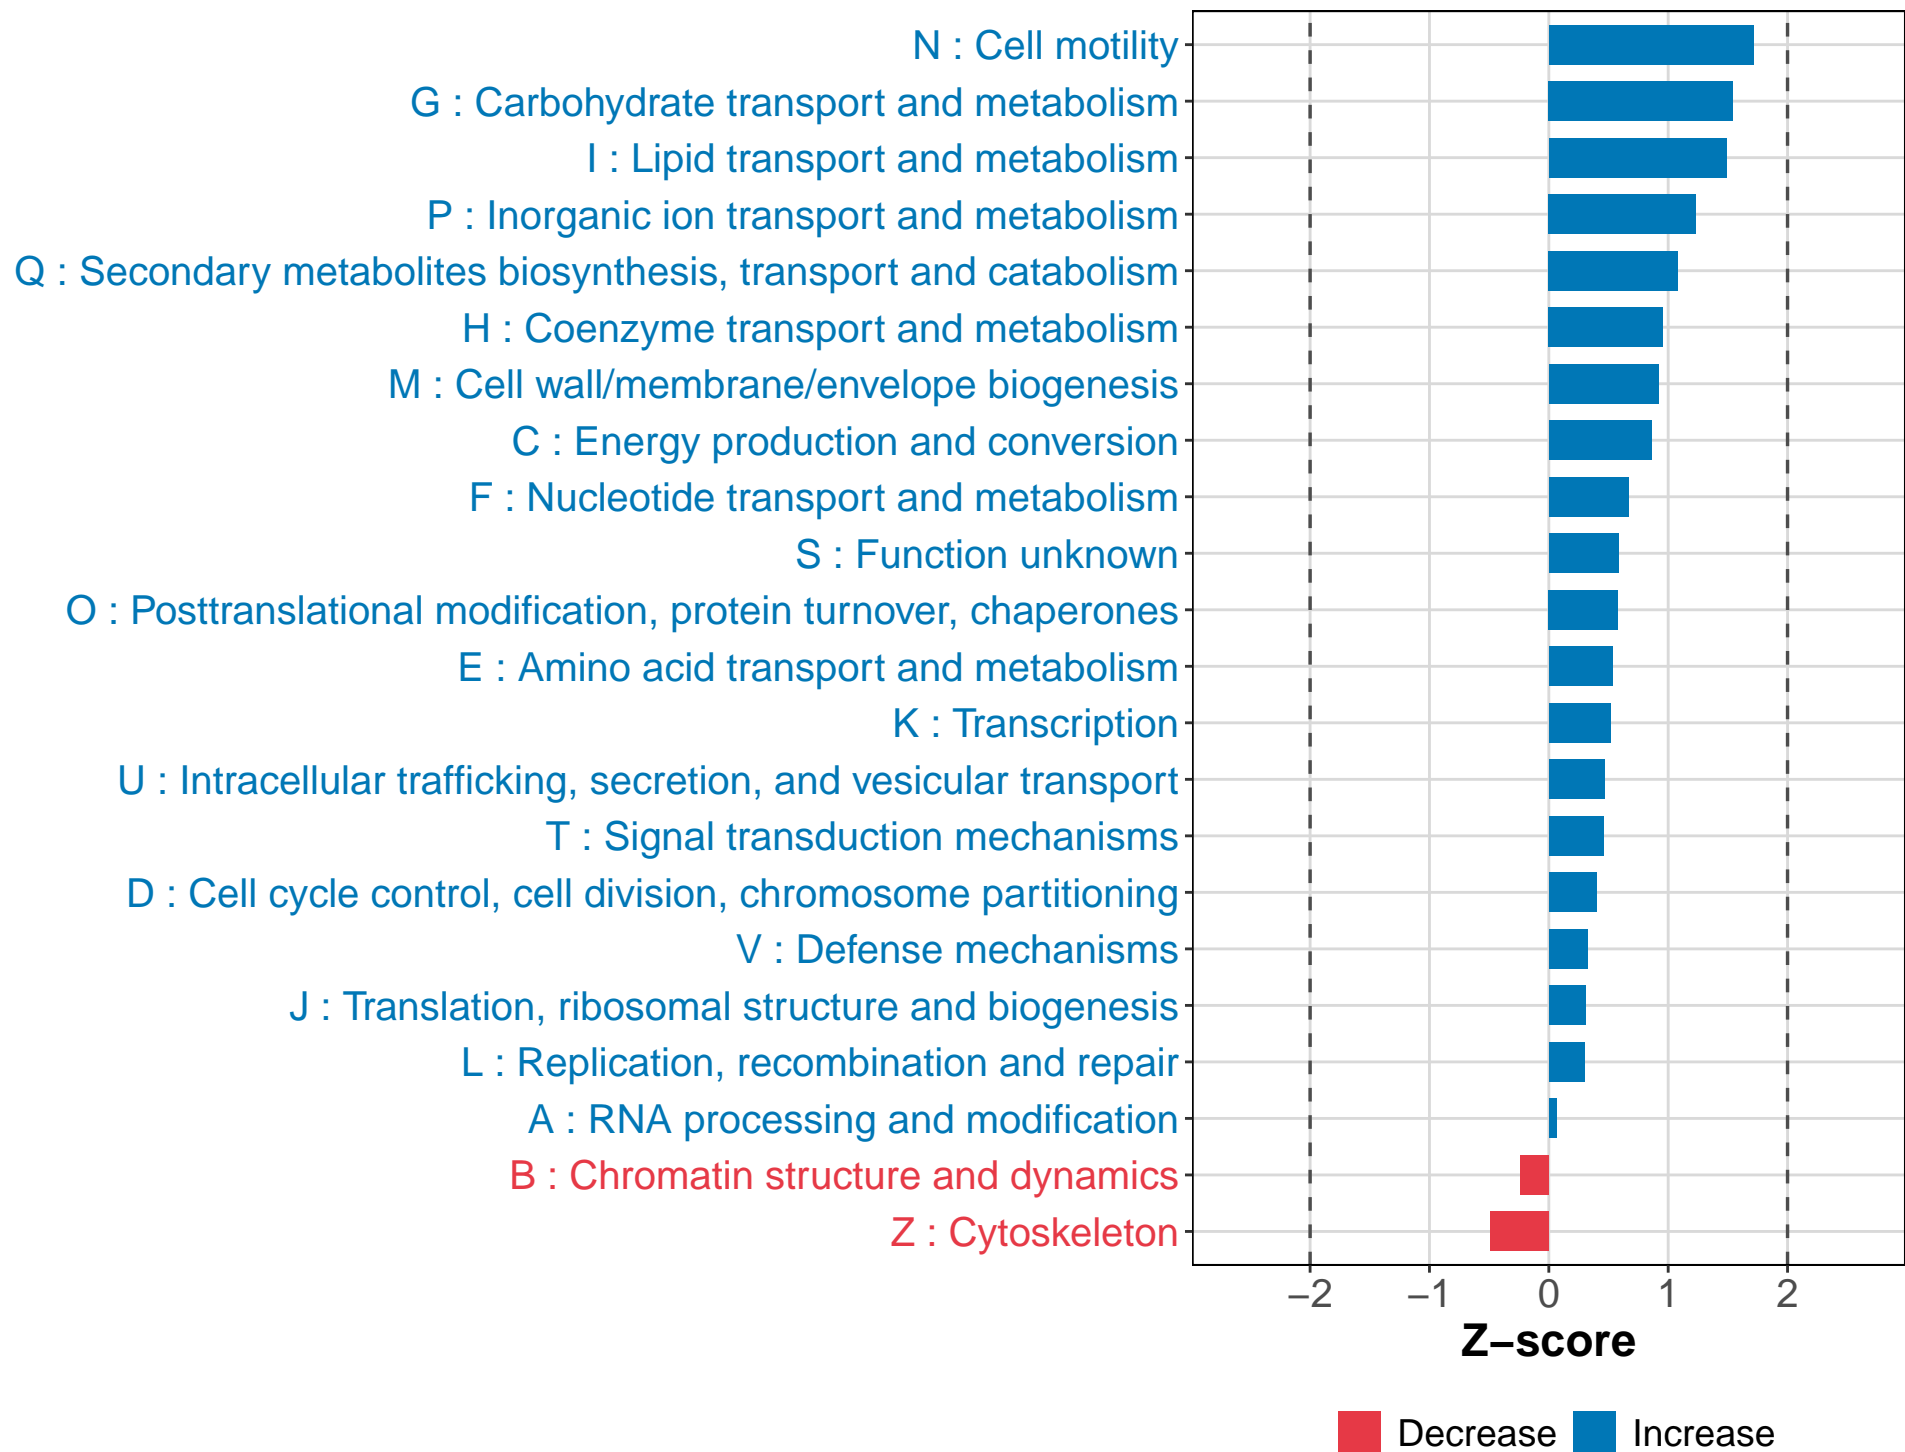 N : Cell motility
G : Carbohydrate transport and metabolism
I : Lipid transport and metabolism
P : Inorganic ion transport and metabolism
Q : Secondary metabolites biosynthesis, transport and catabolism
H : Coenzyme transport and metabolism
M : Cell wall/membrane/envelope biogenesis
C : Energy production and conversion
F : Nucleotide transport and metabolism
S : Function unknown
O : Posttranslational modification, protein turnover, chaperones
E : Amino acid transport and metabolism
K : Transcription
U : Intracellular trafficking, secretion, and vesicular transport
T : Signal transduction mechanisms
D : Cell cycle control, cell division, chromosome partitioning
V : Defense mechanisms
J : Translation, ribosomal structure and biogenesis
L : Replication, recombination and repair
A : RNA processing and modification
B : Chromatin structure and dynamics
Z : Cytoskeleton
−2 −1 0 1 2
Z−score
Decrease Increase